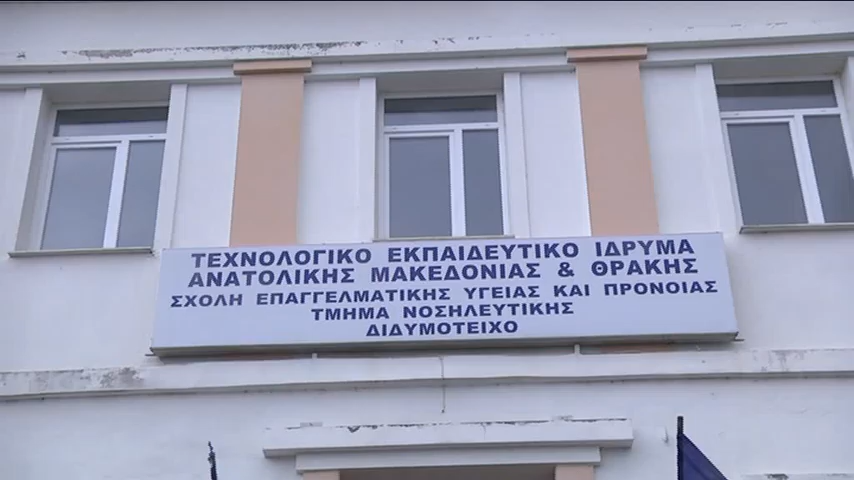 ΤΕΧΝΟΛΟΓΙΚΟ ΕΚΠΑΙΔΕΥΤΙΚΟ ΙΔΡΥΜΑ
ΑΝΑΤΟΛΙΚΗΣ ΜΑΚΕΔΟΝΙΑΣ & ΘΡΑΚΗΣ
ΣΧΟΛΗ ΕΠΑΓΓΕΛΜΑΤΙΚΗΣ ΥΓΕΙΑΣ ΚΑΙ ΠΡΟΝΟΙΑΣ
ΤΜΗΜΑ ΝΟΣΗΛΕΥΤΙΚΗΣ
ΔΙΔΥΜΟΤΕΙΧΟ